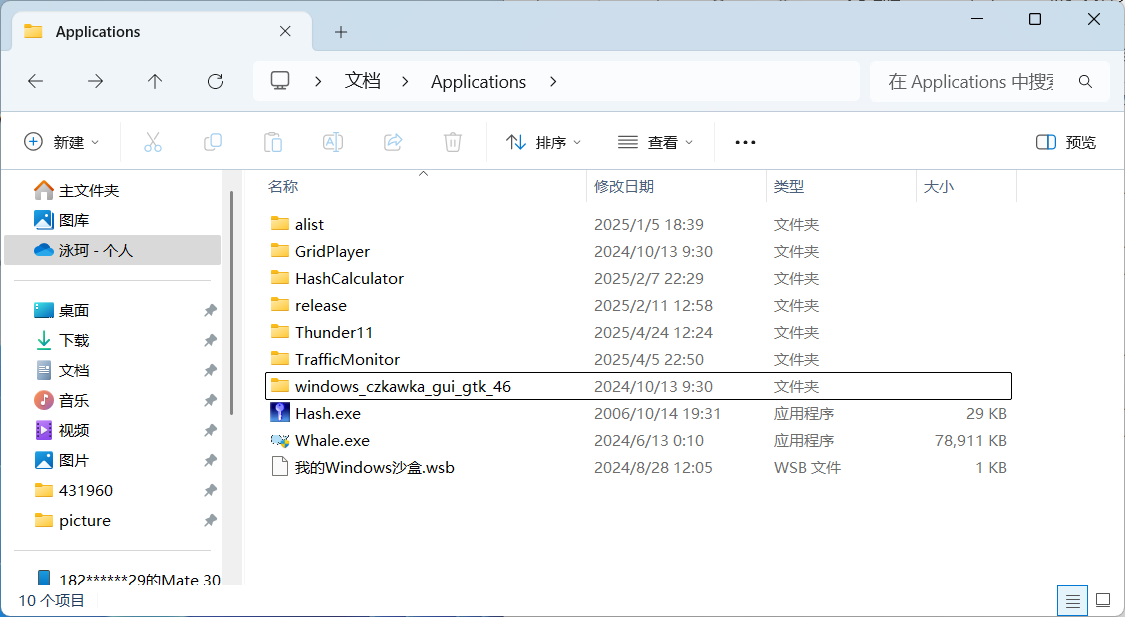 Applications
文档 Applications 在 Applications 中搜索
新建 排序 查看 预览
主文件夹
图库
泳珂 - 个人
桌面
下载
文档
音乐
视频
图片
431960
picture
182******29的Mate 30
名称 修改日期 类型 大小
alist 2025/1/5 18:39 文件夹
GridPlayer 2024/10/13 9:30 文件夹
HashCalculator 2025/2/7 22:29 文件夹
release 2025/2/11 12:58 文件夹
Thunder11 2025/4/24 12:24 文件夹
TrafficMonitor 2025/4/5 22:50 文件夹
windows_czkawka_gui_gtk_46 2024/10/13 9:30 文件夹
Hash.exe 2006/10/14 19:31 应用程序 29 KB
Whale.exe 2024/6/13 0:10 应用程序 78,911 KB
我的Windows沙盒.wsb 2024/8/28 12:05 WSB 文件 1 KB
10 个项目